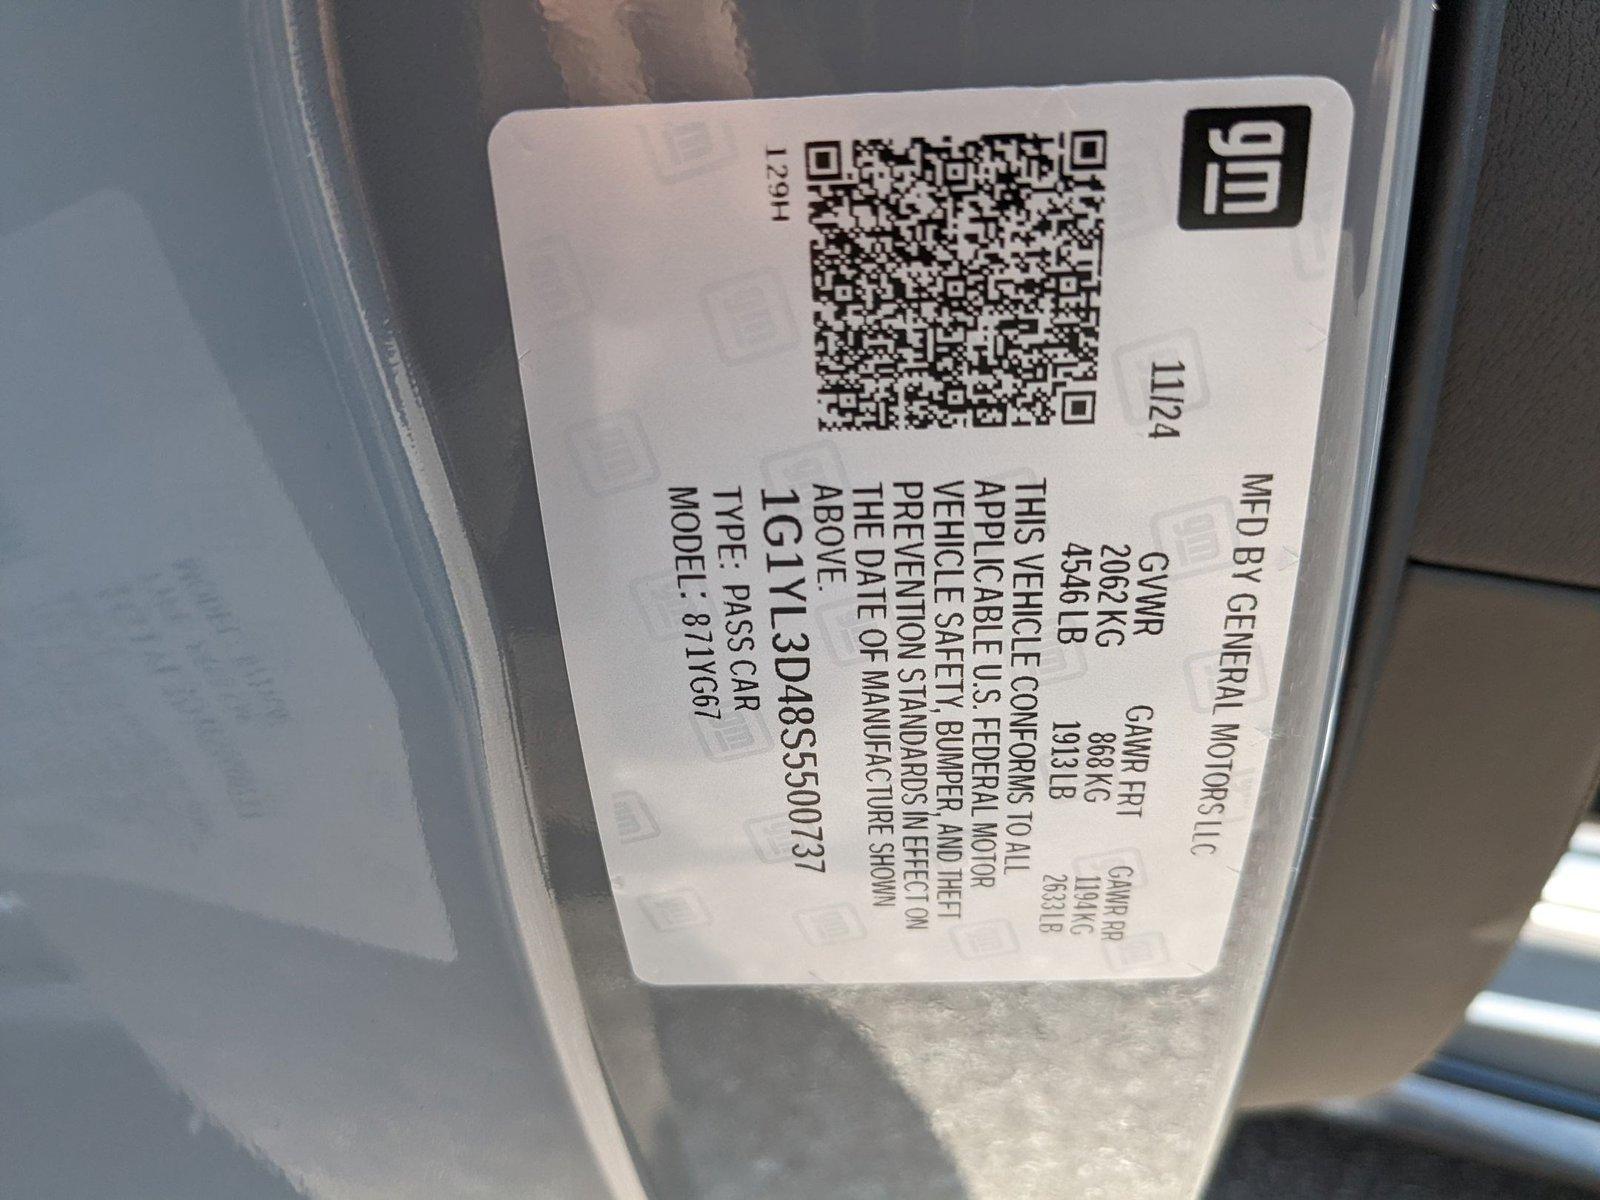 gm
MFD BY GENERAL MOTORS LLC
11/24
GVWR GAWR FRT GAWR RR
2062 KG 868 KG 1194 KG
4546 LB 1913 LB 2633 LB
THIS VEHICLE CONFORMS TO ALL
APPLICABLE U.S. FEDERAL MOTOR
VEHICLE SAFETY, BUMPER, AND THEFT
PREVENTION STANDARDS IN EFFECT ON
THE DATE OF MANUFACTURE SHOWN
ABOVE.
1G1YL3D48S5500737
TYPE: PASS CAR
MODEL: 871YG67
129H